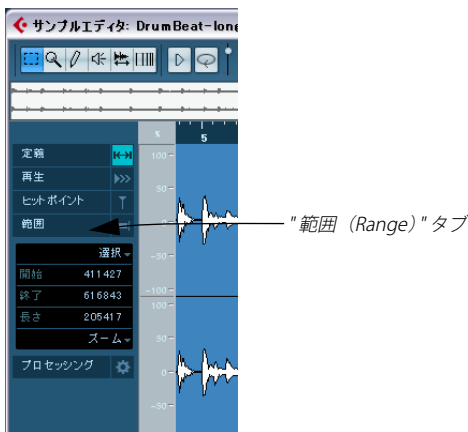 サンプルエディタ: DrumBeat-lone
%
5
定義
再生
ヒットポイント
範囲
選択
開始 411427
終了 616843
長さ 205417
ズーム
プロセッシング
100
50
-50
-100
100
50
0
-50
"範囲（Range）"タブ